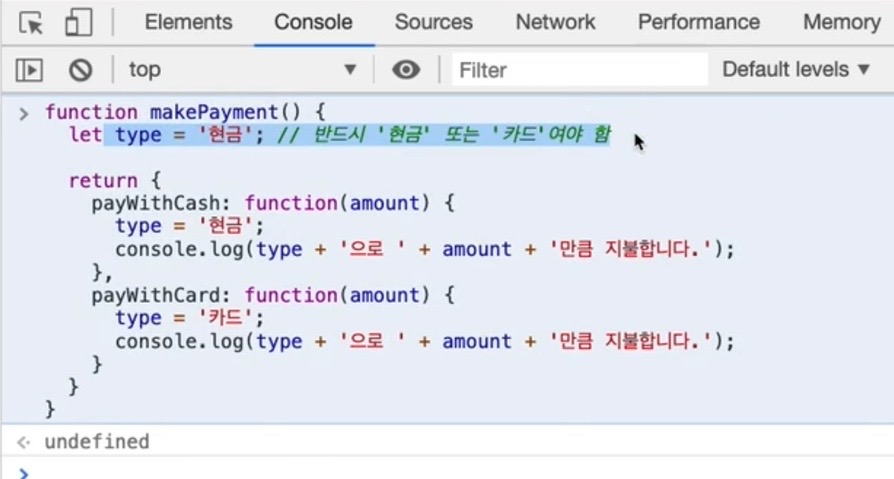 Elements Console Sources Network Performance Memory
top Filter Default levels
function makePayment() {
let type = '현금'; // 반드시 '현금' 또는 '카드'여야 함
return {
payWithCash: function(amount) {
type = '현금';
console.log(type + '으로 ' + amount + '만큼 지불합니다.');
},
payWithCard: function(amount) {
type = '카드';
console.log(type + '으로 ' + amount + '만큼 지불합니다.');
}
}
}
undefined